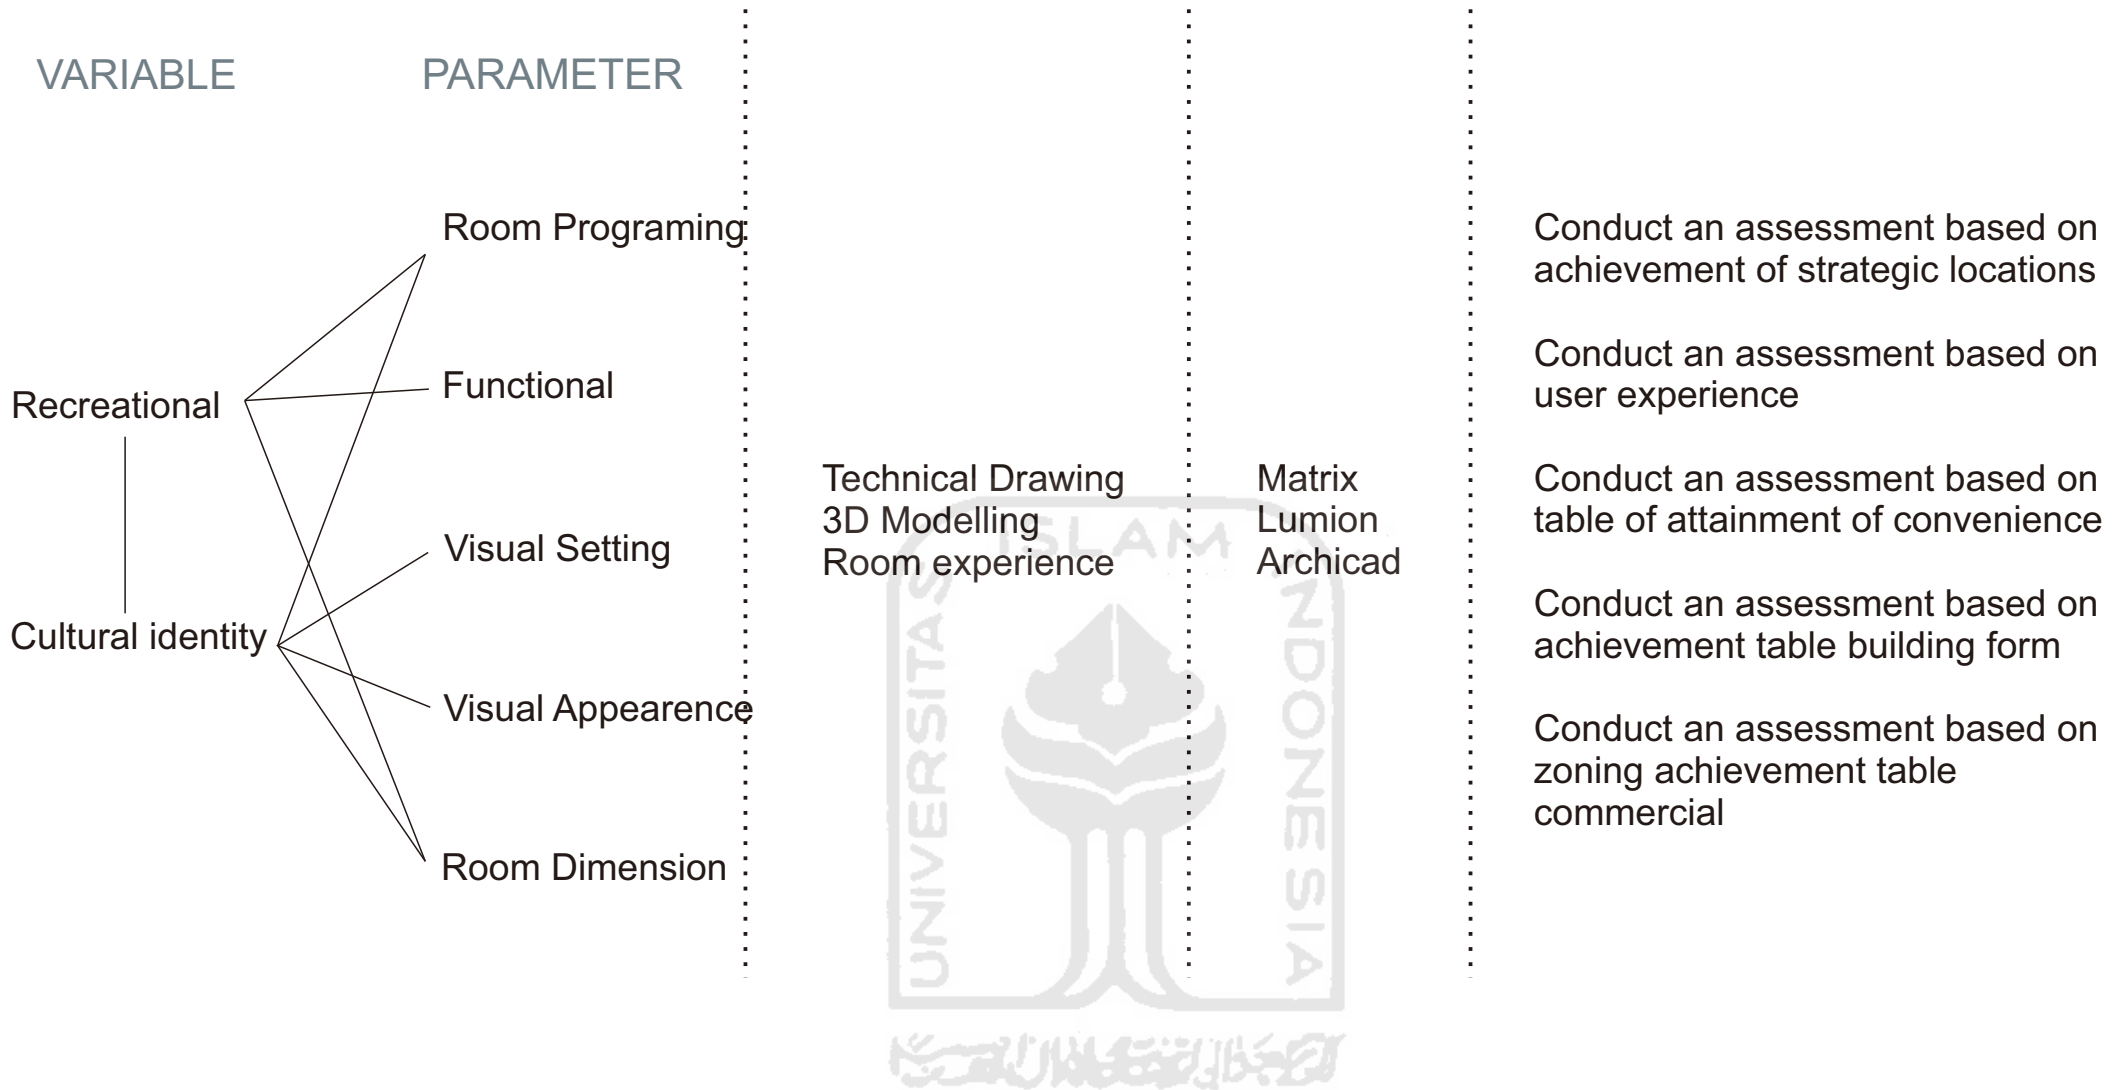 VARIABLE
PARAMETER
Room Programing
Functional
Recreational
Visual Setting
Cultural identity
Visual Appearence
Room Dimension
Technical Drawing
3D Modelling
Room experience
Matrix
Lumion
Archicad
Conduct an assessment based on
achievement of strategic locations
Conduct an assessment based on
user experience
Conduct an assessment based on
table of attainment of convenience
Conduct an assessment based on
achievement table building form
Conduct an assessment based on
zoning achievement table
commercial
UNIVERSITAS
ISLAM
INDONESIA